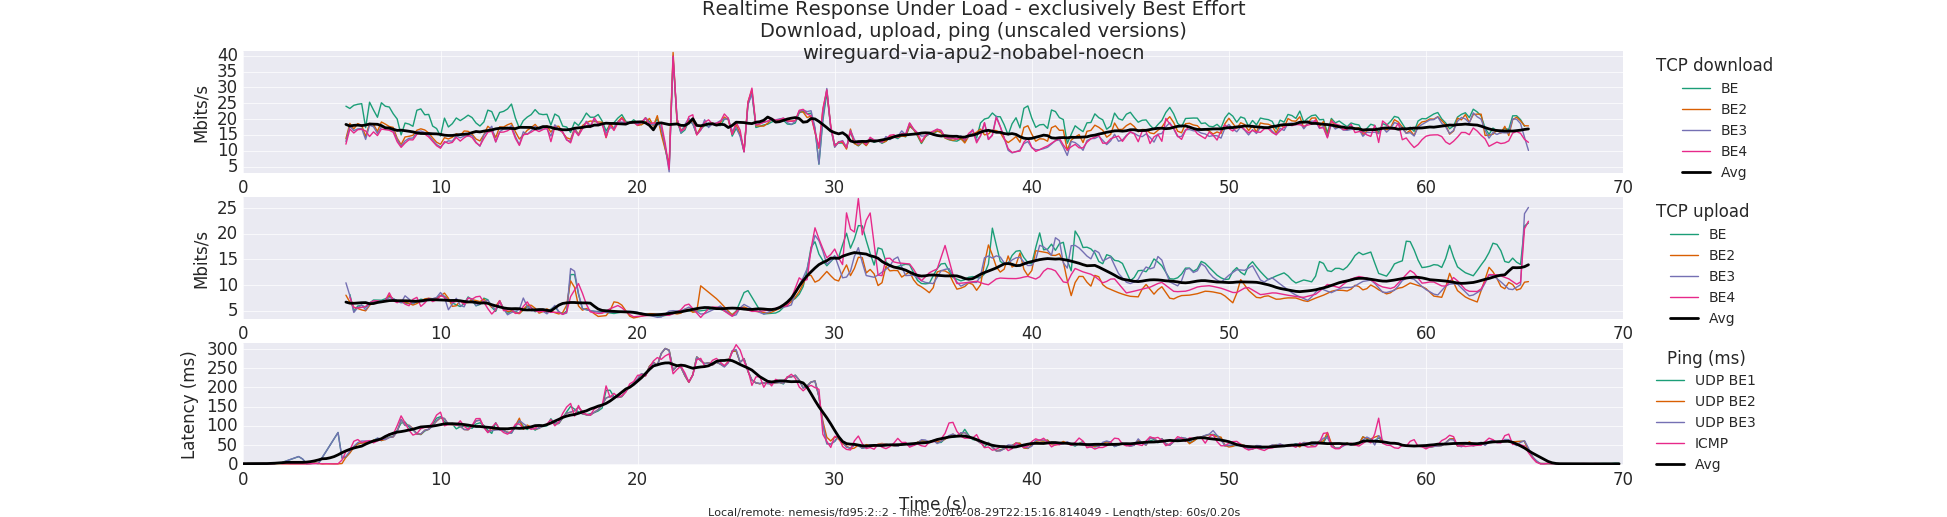 Realtime Response Under Load - exclusively Best Effort
Download, upload, ping (unscaled versions)
wireguard-via-apu2-nobabel-noecn
Mbits/s
40
35
30
25
20
15
10
5
0 10 20 30 40 50 60 70
TCP download
BE
BE2
BE3
BE4
Avg
Mbits/s
25
20
15
10
5
0 10 20 30 40 50 60 70
TCP upload
BE
BE2
BE3
BE4
Avg
Latency (ms)
300
250
200
150
100
50
0
0 10 20 30 40 50 60 70
Ping (ms)
UDP BE1
UDP BE2
UDP BE3
ICMP
Avg
Time (s)
Local/remote: nemesis/fd95:2::2 - Time: 2016-08-29T22:15:16.814049 - Length/step: 60s/0.20s